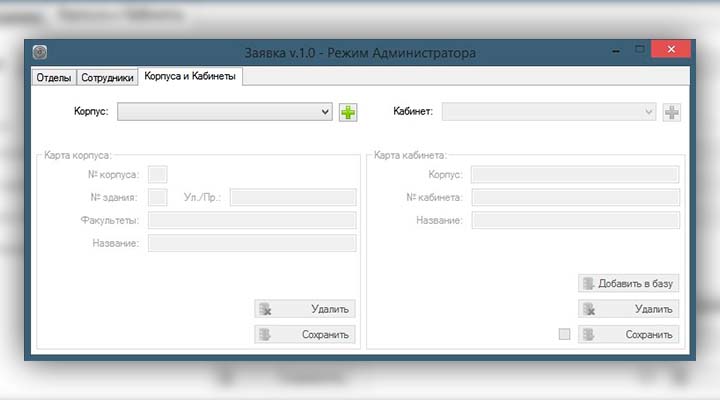 Заявка v.1.0 - Режим Администратора
Отделы Сотрудники Корпуса и Кабинеты
Корпус: Кабинет:
Карта корпуса: Карта кабинета:
№ корпуса: Корпус:
№ здания: Ул./Пр.: № кабинета:
Факультеты: Название:
Название:
Добавить в базу
Удалить Удалить
Сохранить Сохранить